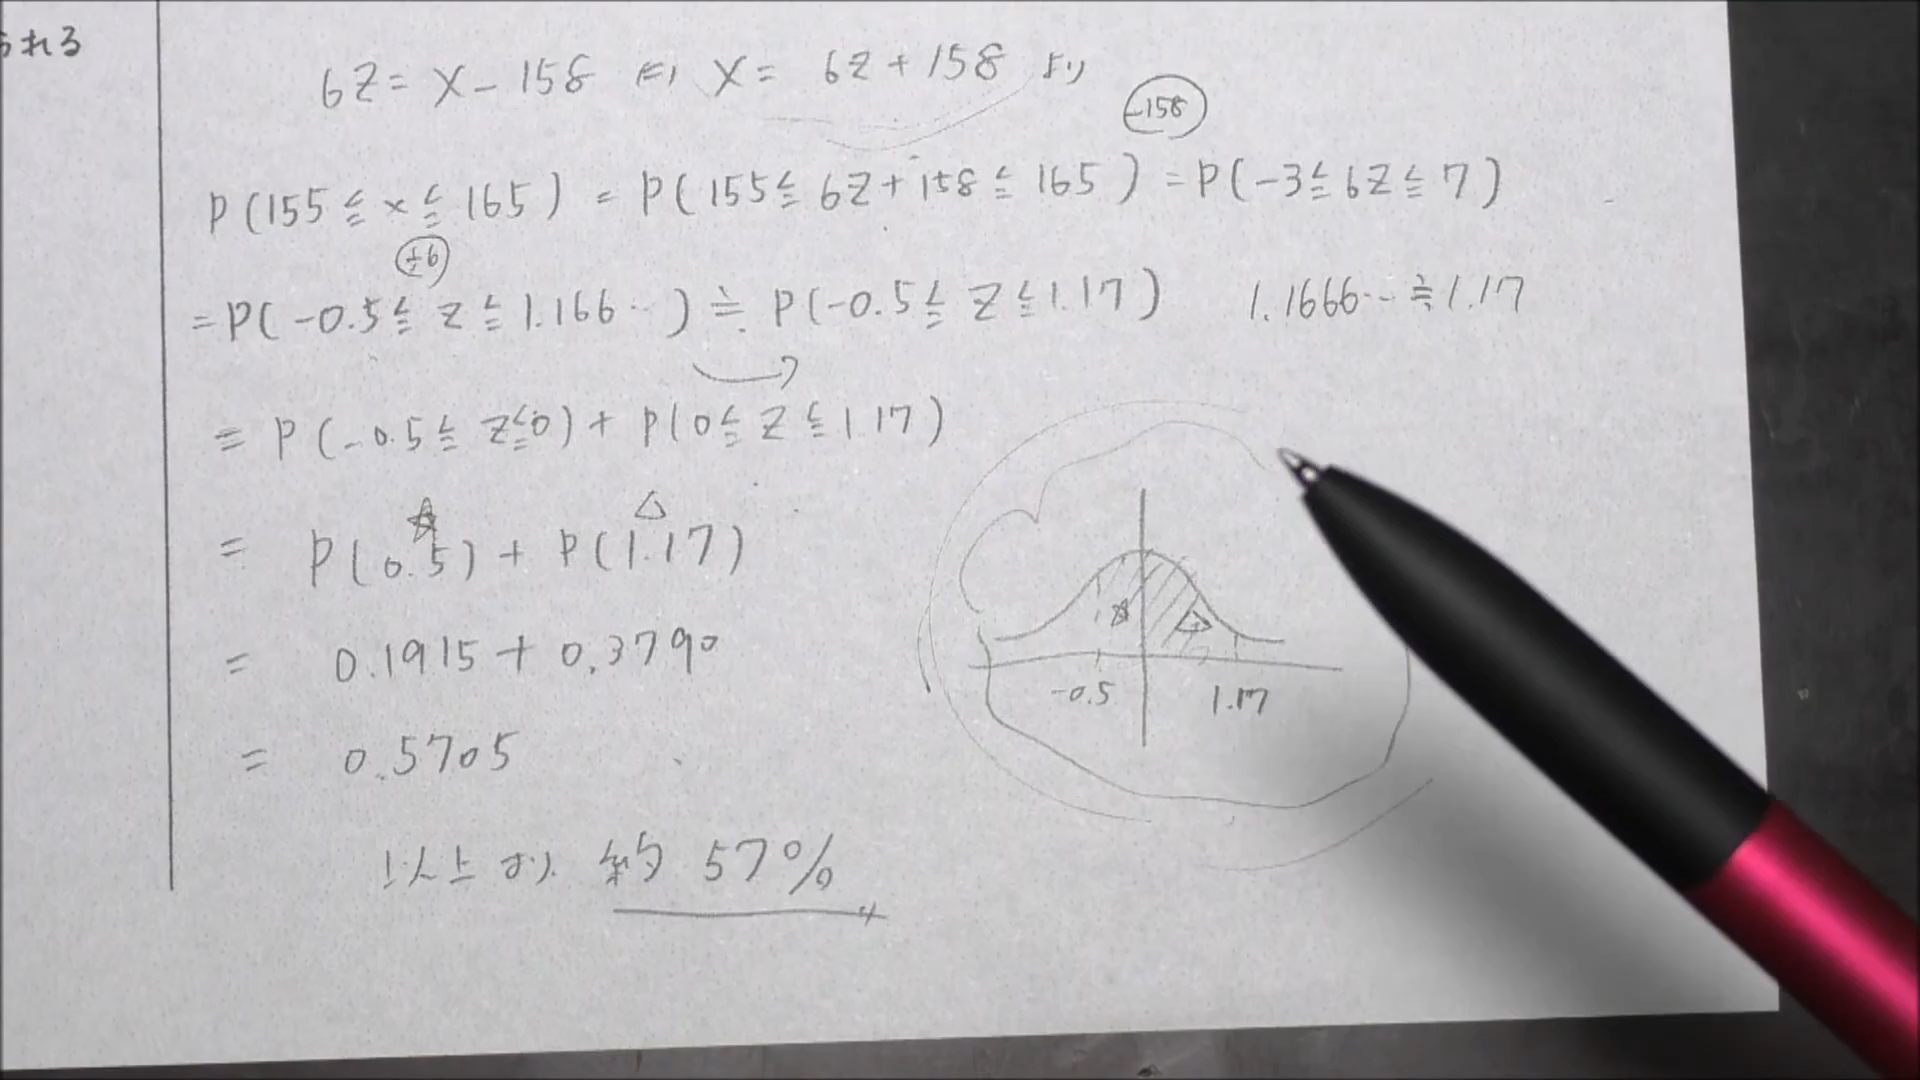 られる
6Z = X - 158 ⇔ X = 6Z + 158 より
-158
P(155 ≦ x ≦ 165) = P(155 ≦ 6Z + 158 ≦ 165) = P(-3 ≦ 6Z ≦ 7)
÷6
= P(-0.5 ≦ Z ≦ 1.166‥) ≒ P(-0.5 ≦ Z ≦ 1.17) 1.1666‥ ≒ 1.17
= P(-0.5 ≦ Z ≦ 0) + P(0 ≦ Z ≦ 1.17)
☆ △
= P(0.5) + P(1.17)
☆ △
= 0.1915 + 0.3790
-0.5 1.17
= 0.5705
以上より 約 57%